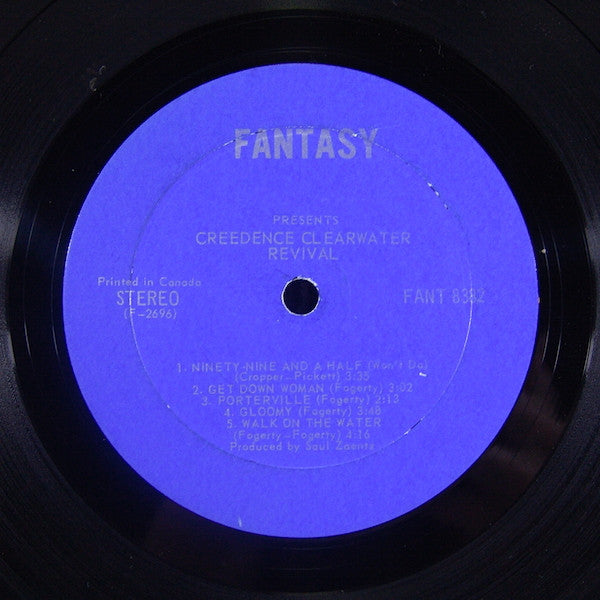 FANTASY
PRESENTS
CREEDENCE CLEARWATER
REVIVAL
Printed in Canada
STEREO
(F-2696)
FANT 8382
1. NINETY-NINE AND A HALF (Won't Do)
(Cropper-Pickett) 3:35
2. GET DOWN WOMAN (Fogerty) 3:02
3. PORTERVILLE (Fogerty) 2:13
4. GLOOMY (Fogerty) 3:48
5. WALK ON THE WATER
(Fogerty-Fogerty) 4:16
Produced by Saul Zaentz